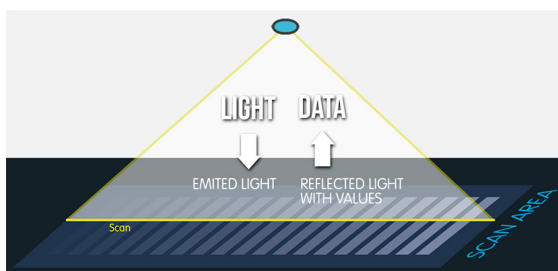 LIGHT DATA
EMITED LIGHT
REFLECTED LIGHT
WITH VALUES
Scan
SCAN AREA